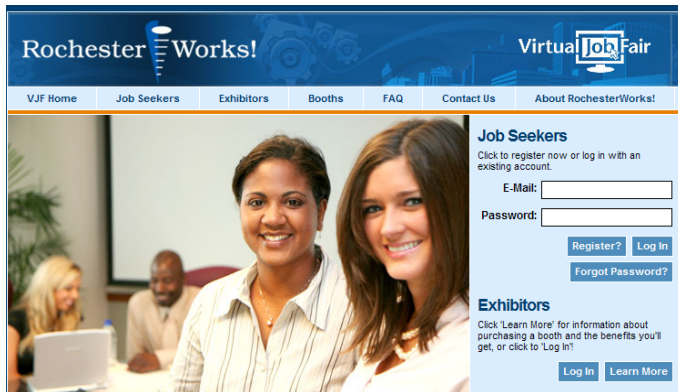 Rochester Works!
Virtual Job Fair
VJF Home Job Seekers Exhibitors Booths FAQ Contact Us About RochesterWorks!
Job Seekers
Click to register now or log in with an
existing account.
E-Mail:
Password:
Register? Log In
Forgot Password?
Exhibitors
Click 'Learn More' for information about
purchasing a booth and the benefits you'll
get, or click to 'Log In'!
Log In Learn More